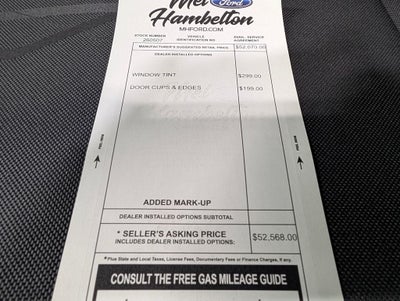 Mel
Ford
Hambelton
MHFORD.COM
STOCK NUMBER
VEHICLE
IDENTIFICATION NO
AGREEMENT
MANUFACTURER'S SUGGESTED RETAIL PRICE
$52,070.00
DEALER INSTALLED OPTIONS
WINDOW TINT
$299.00
DOOR CUPS & EDGES
$199.00
ADDED MARK-UP
DEALER INSTALLED OPTIONS SUBTOTAL
* SELLER'S ASKING PRICE
$52,568.00
INCLUDES DEALER INSTALLED OPTIONS:
*Plus State and Local Taxes, License Fees, Documentary Fees or Finance Charges, if any.
CONSULT THE FREE GAS MILEAGE GUIDE